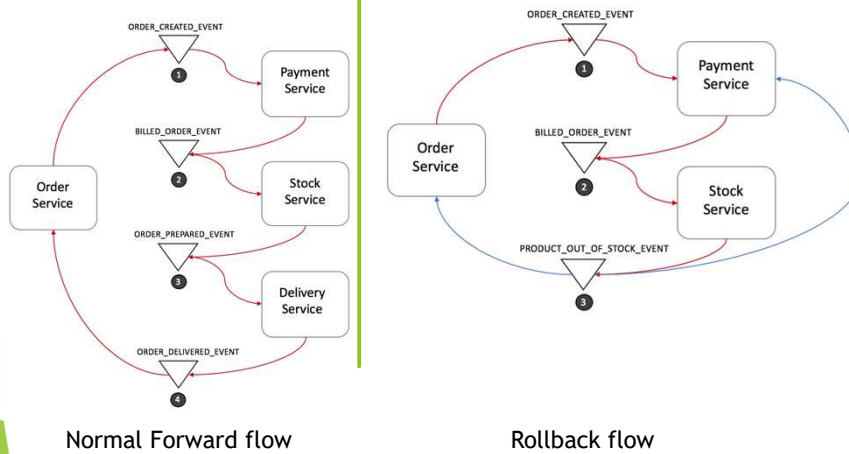 ORDER_CREATED_EVENT
1
Payment
Service
BILLED_ORDER_EVENT
2
Order
Service
Stock
Service
ORDER_PREPARED_EVENT
3
Delivery
Service
ORDER_DELIVERED_EVENT
4
Normal Forward flow
ORDER_CREATED_EVENT
1
Payment
Service
BILLED_ORDER_EVENT
2
Order
Service
Stock
Service
PRODUCT_OUT_OF_STOCK_EVENT
3
Rollback flow